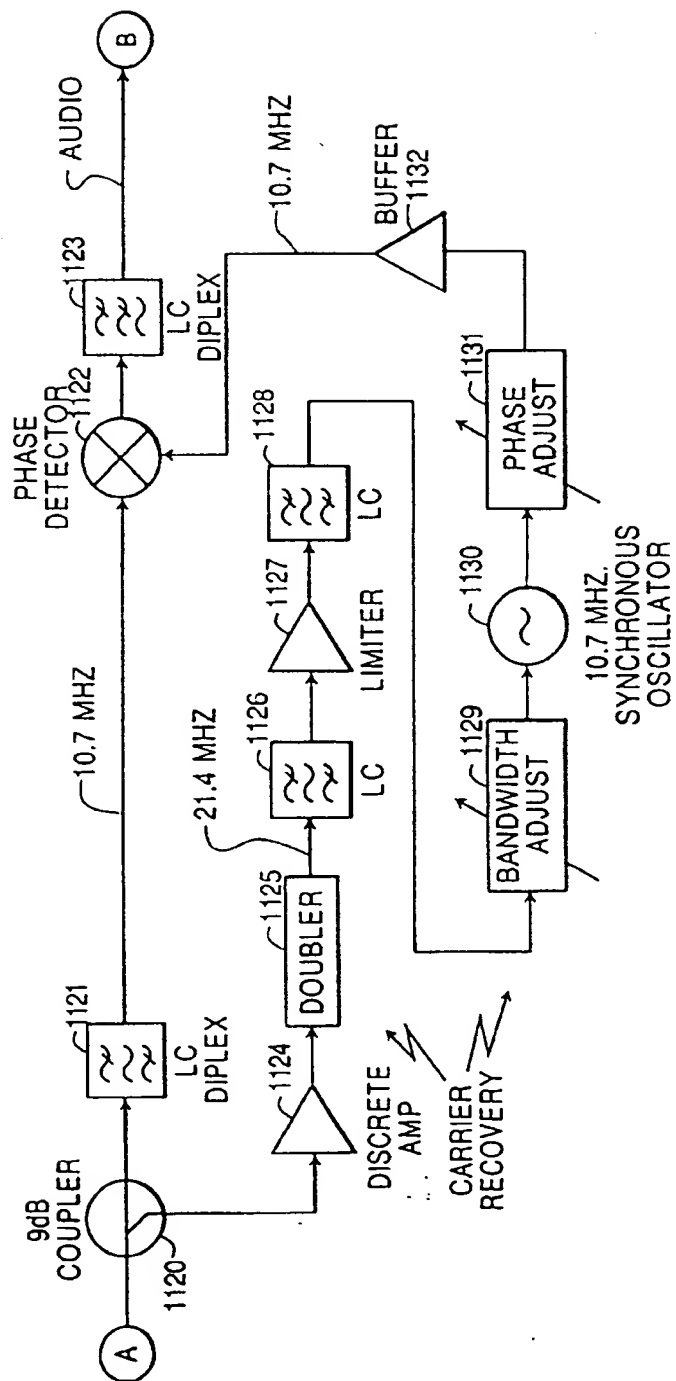 A
9dB
COUPLER
1120
1121
LC
DIPLEX
10.7 MHZ
PHASE
DETECTOR
1122
1123
LC
DIPLEX
AUDIO
B
DISCRETE
AMP
1124
DOUBLER
1125
21.4 MHZ
1126
LC
1127
LIMITER
1128
LC
10.7 MHZ
BUFFER
1132
CARRIER
RECOVERY
BANDWIDTH
ADJUST
1129
1130
10.7 MHZ.
SYNCHRONOUS
OSCILLATOR
PHASE
ADJUST
1131